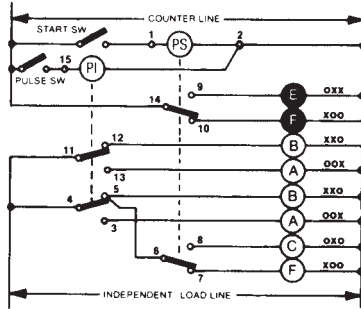 COUNTER LINE
START SW
1
PS
2
PULSE SW
15
PI
9
E
OXX
14
10
F
XOO
12
B
XXO
11
13
A
OOX
4
5
B
XXO
3
A
OOX
8
C
OXO
6
7
F
XOO
INDEPENDENT LOAD LINE